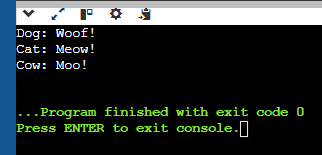 Dog: Woof!
Cat: Meow!
Cow: Moo!
...Program finished with exit code 0
Press ENTER to exit console.